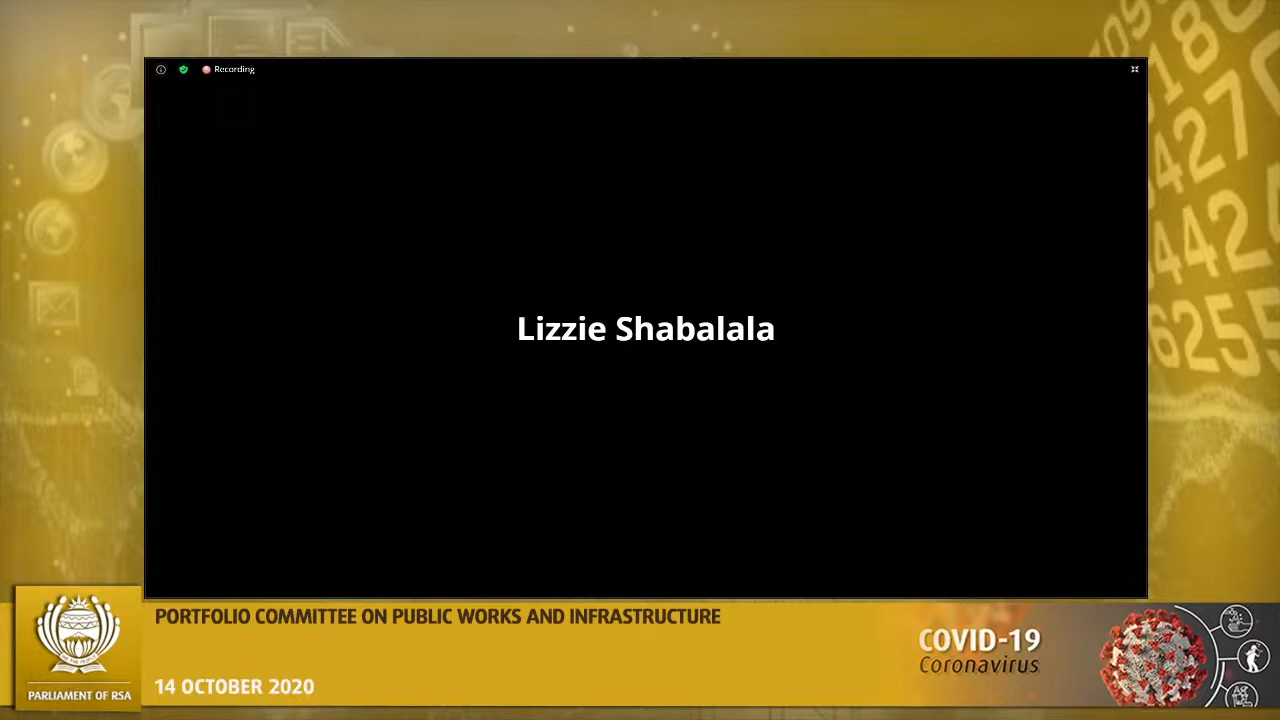 Recording
Lizzie Shabalala
PORTFOLIO COMMITTEE ON PUBLIC WORKS AND INFRASTRUCTURE
COVID-19
Coronavirus
14 OCTOBER 2020
PARLIAMENT OF RSA